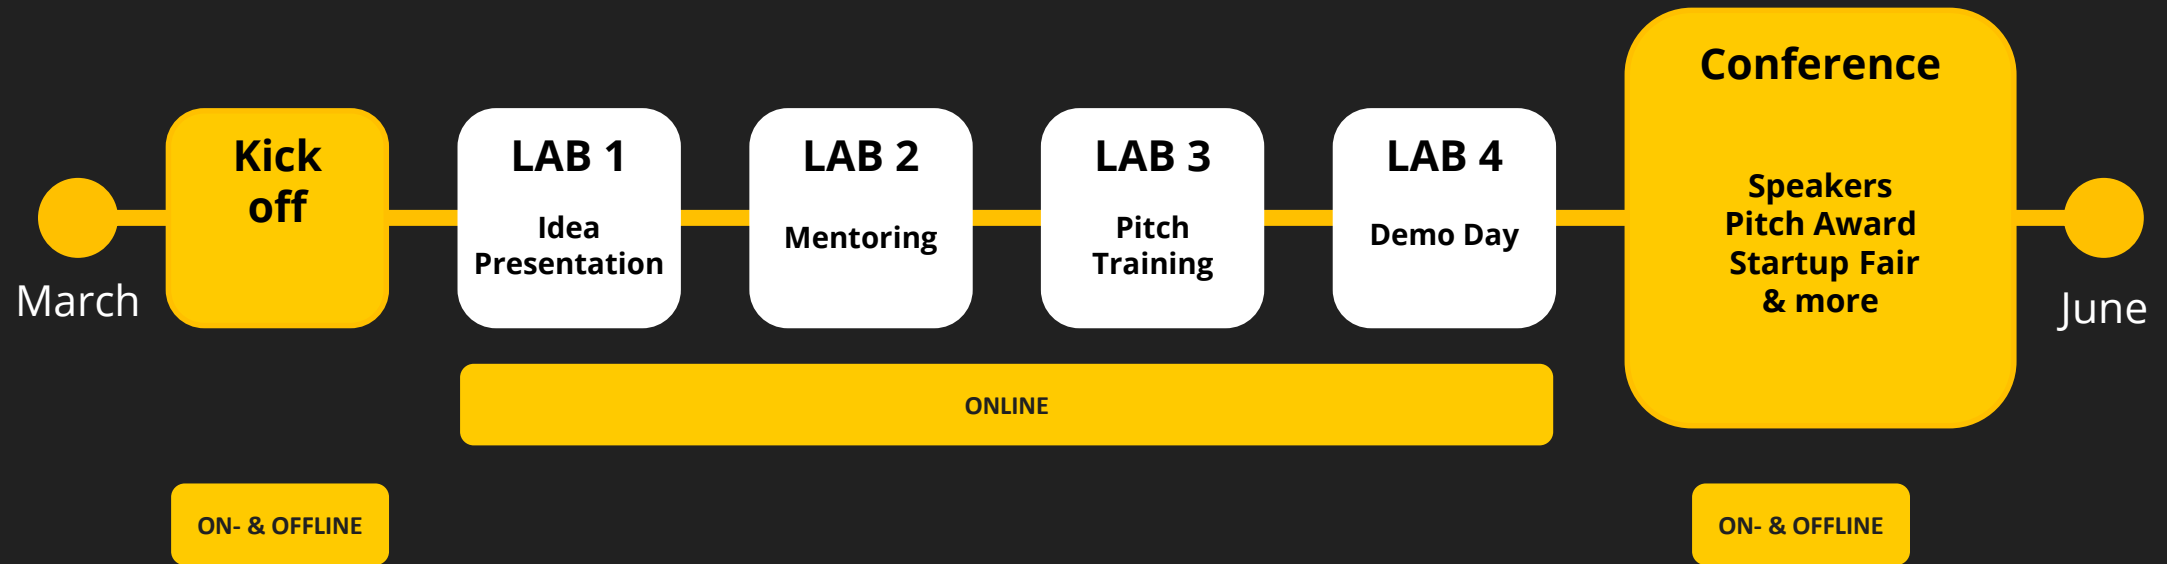 March
Kick
off
LAB 1
Idea
Presentation
LAB 2
Mentoring
LAB 3
Pitch
Training
LAB 4
Demo Day
Conference
Speakers
Pitch Award
Startup Fair
& more
June
ONLINE
ON- & OFFLINE
ON- & OFFLINE